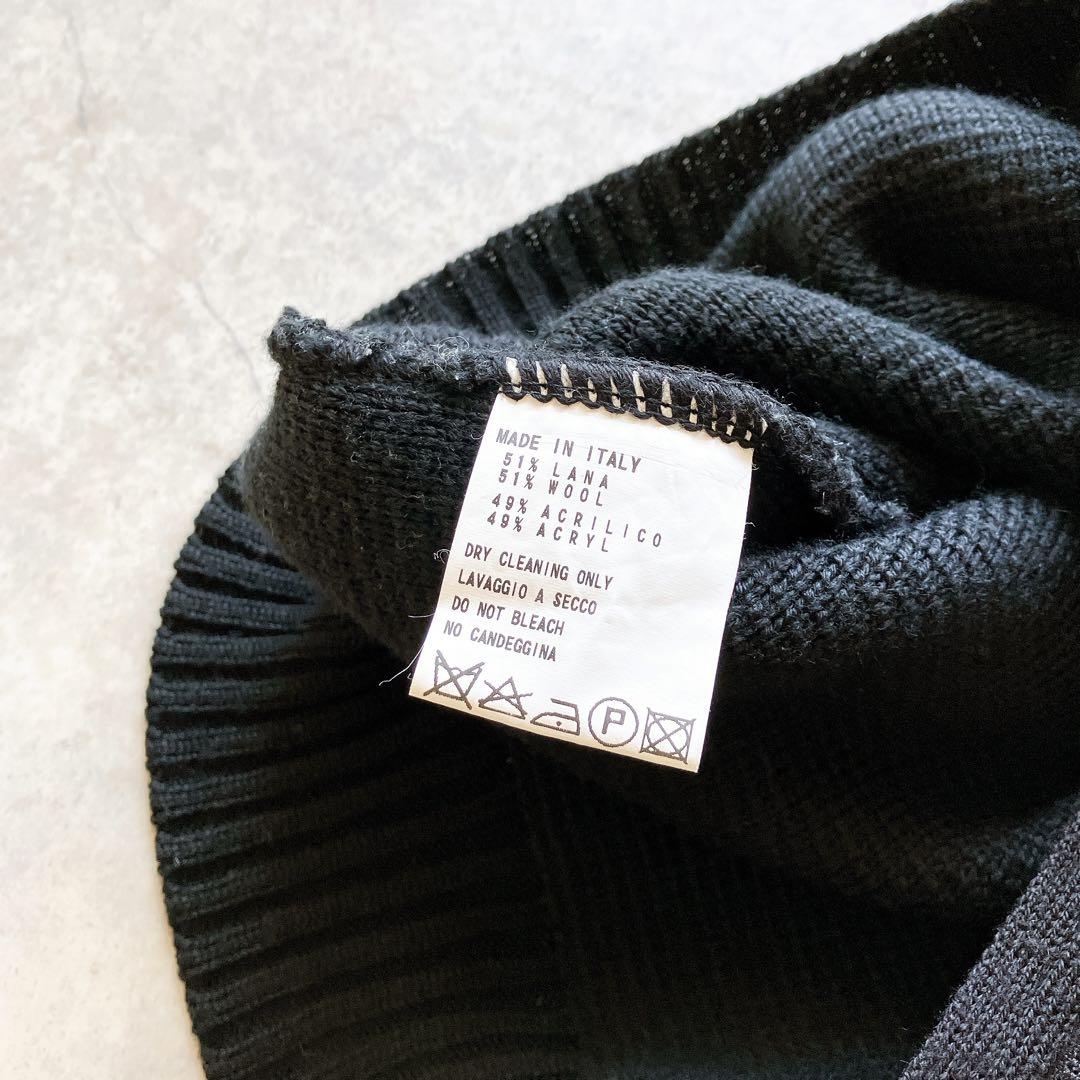 MADE IN ITALY
51% LANA
51% WOOL
49% ACRILICO
49% ACRYL
DRY CLEANING ONLY
LAVAGGIO A SECCO
DO NOT BLEACH
NO CANDEGGINA
P